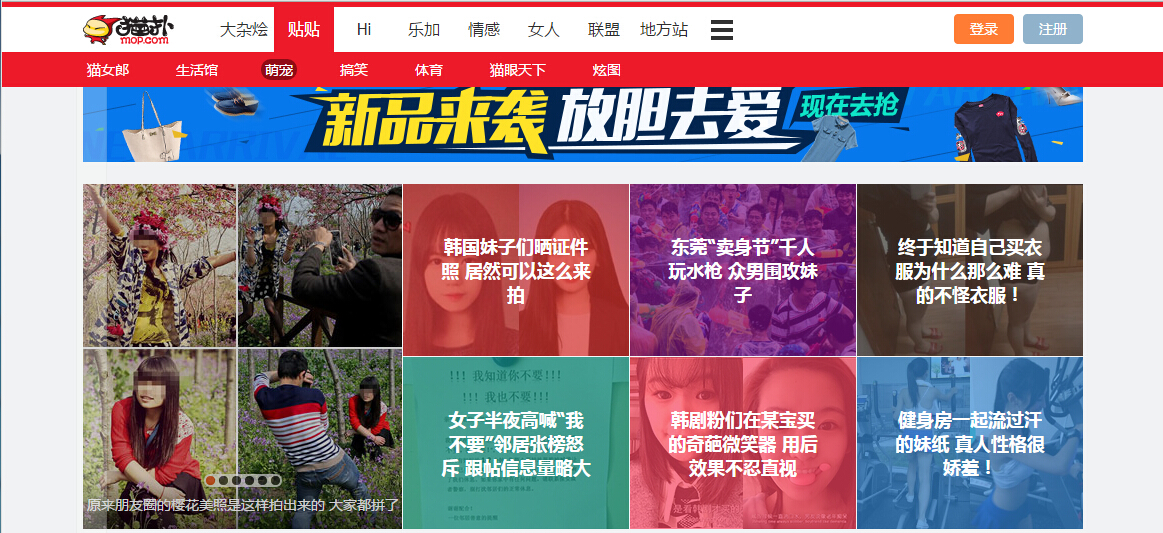 猫扑
mop.com
大杂烩 贴贴 Hi 乐加 情感 女人 联盟 地方站
登录 注册
猫女郎 生活馆 萌宠 搞笑 体育 猫眼天下 炫图
新品来袭 放胆去爱 现在去抢
韩国妹子们晒证件
照 居然可以这么来
拍
东莞“卖身节”千人
玩水枪 众男围攻妹
子
终于知道自己买衣
服为什么那么难 真
的不怪衣服！
!!! 我知道你不要!!!
!!! 我也不要!!!
女子半夜高喊“我
不要”邻居张榜怒
斥 跟帖信息量略大
韩剧粉们在某宝买
的奇葩微笑器 用后
效果不忍直视
健身房一起流过汗
的妹纸 真人性格很
娇羞！
原来朋友圈的樱花美照是这样拍出来的 大家都拼了